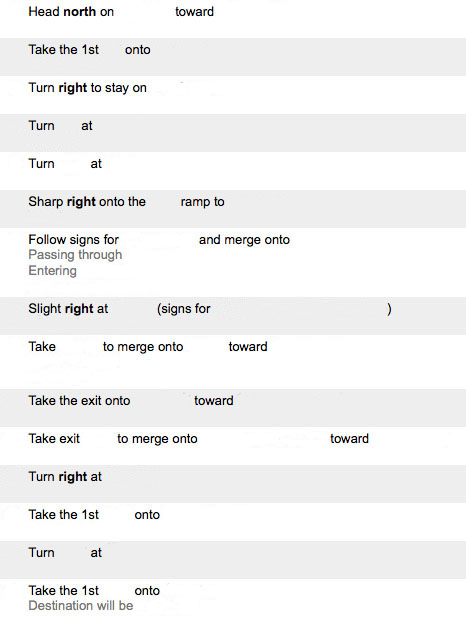 Head north on toward
Take the 1st onto
Turn right to stay on
Turn at
Turn at
Sharp right onto the ramp to
Follow signs for and merge onto
Passing through
Entering
Slight right at (signs for )
Take to merge onto toward
Take the exit onto toward
Take exit to merge onto toward
Turn right at
Take the 1st onto
Turn at
Take the 1st onto
Destination will be